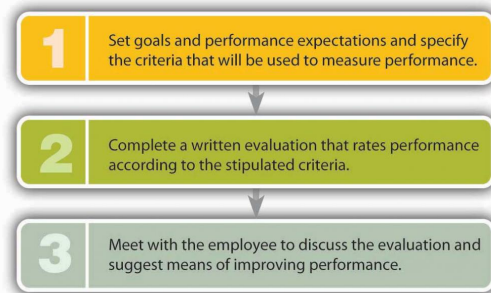 1
Set goals and performance expectations and specify
the criteria that will be used to measure performance.
2
Complete a written evaluation that rates performance
according to the stipulated criteria.
3
Meet with the employee to discuss the evaluation and
suggest means of improving performance.